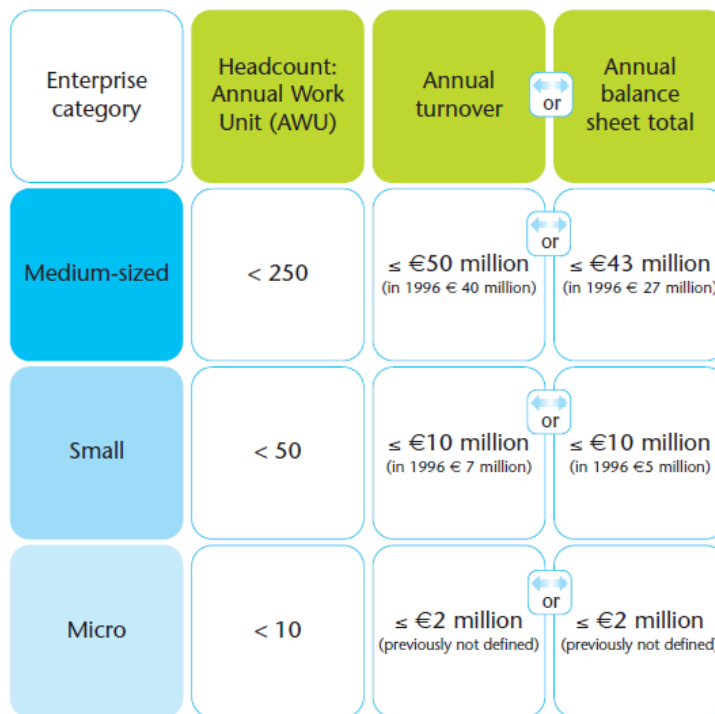 Enterprise
category
Headcount:
Annual Work
Unit (AWU)
Annual
turnover
or
Annual
balance
sheet total
Medium-sized
< 250
≤ €50 million
(in 1996 € 40 million)
or
≤ €43 million
(in 1996 € 27 million)
Small
< 50
≤ €10 million
(in 1996 € 7 million)
or
≤ €10 million
(in 1996 €5 million)
Micro
< 10
≤ €2 million
(previously not defined)
or
≤ €2 million
(previously not defined)